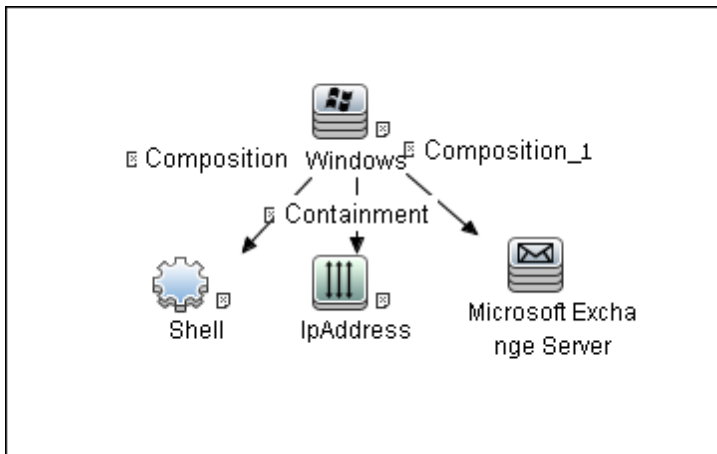 Composition
Windows
Composition_1
Containment
Shell
IpAddress
Microsoft Excha
nge Server